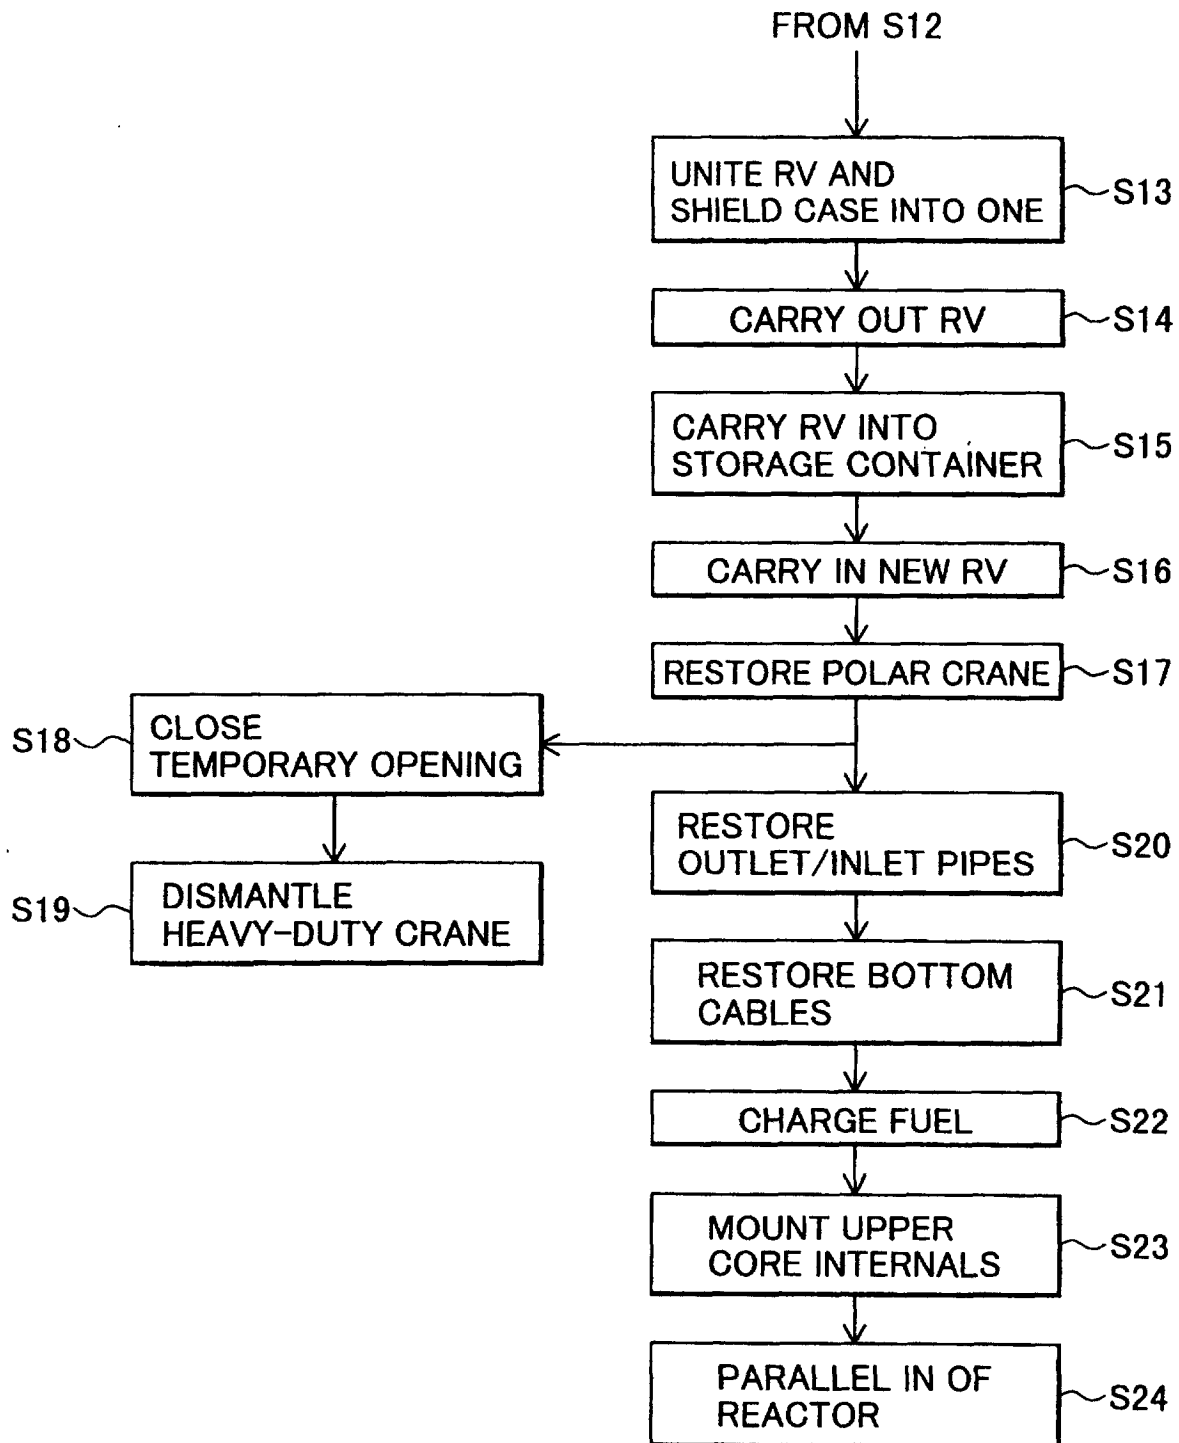 FROM S12
UNITE RV AND
SHIELD CASE INTO ONE
S13
CARRY OUT RV
S14
CARRY RV INTO
STORAGE CONTAINER
S15
CARRY IN NEW RV
S16
RESTORE POLAR CRANE
S17
S18
CLOSE
TEMPORARY OPENING
S19
DISMANTLE
HEAVY-DUTY CRANE
RESTORE
OUTLET/INLET PIPES
S20
RESTORE BOTTOM
CABLES
S21
CHARGE FUEL
S22
MOUNT UPPER
CORE INTERNALS
S23
PARALLEL IN OF
REACTOR
S24